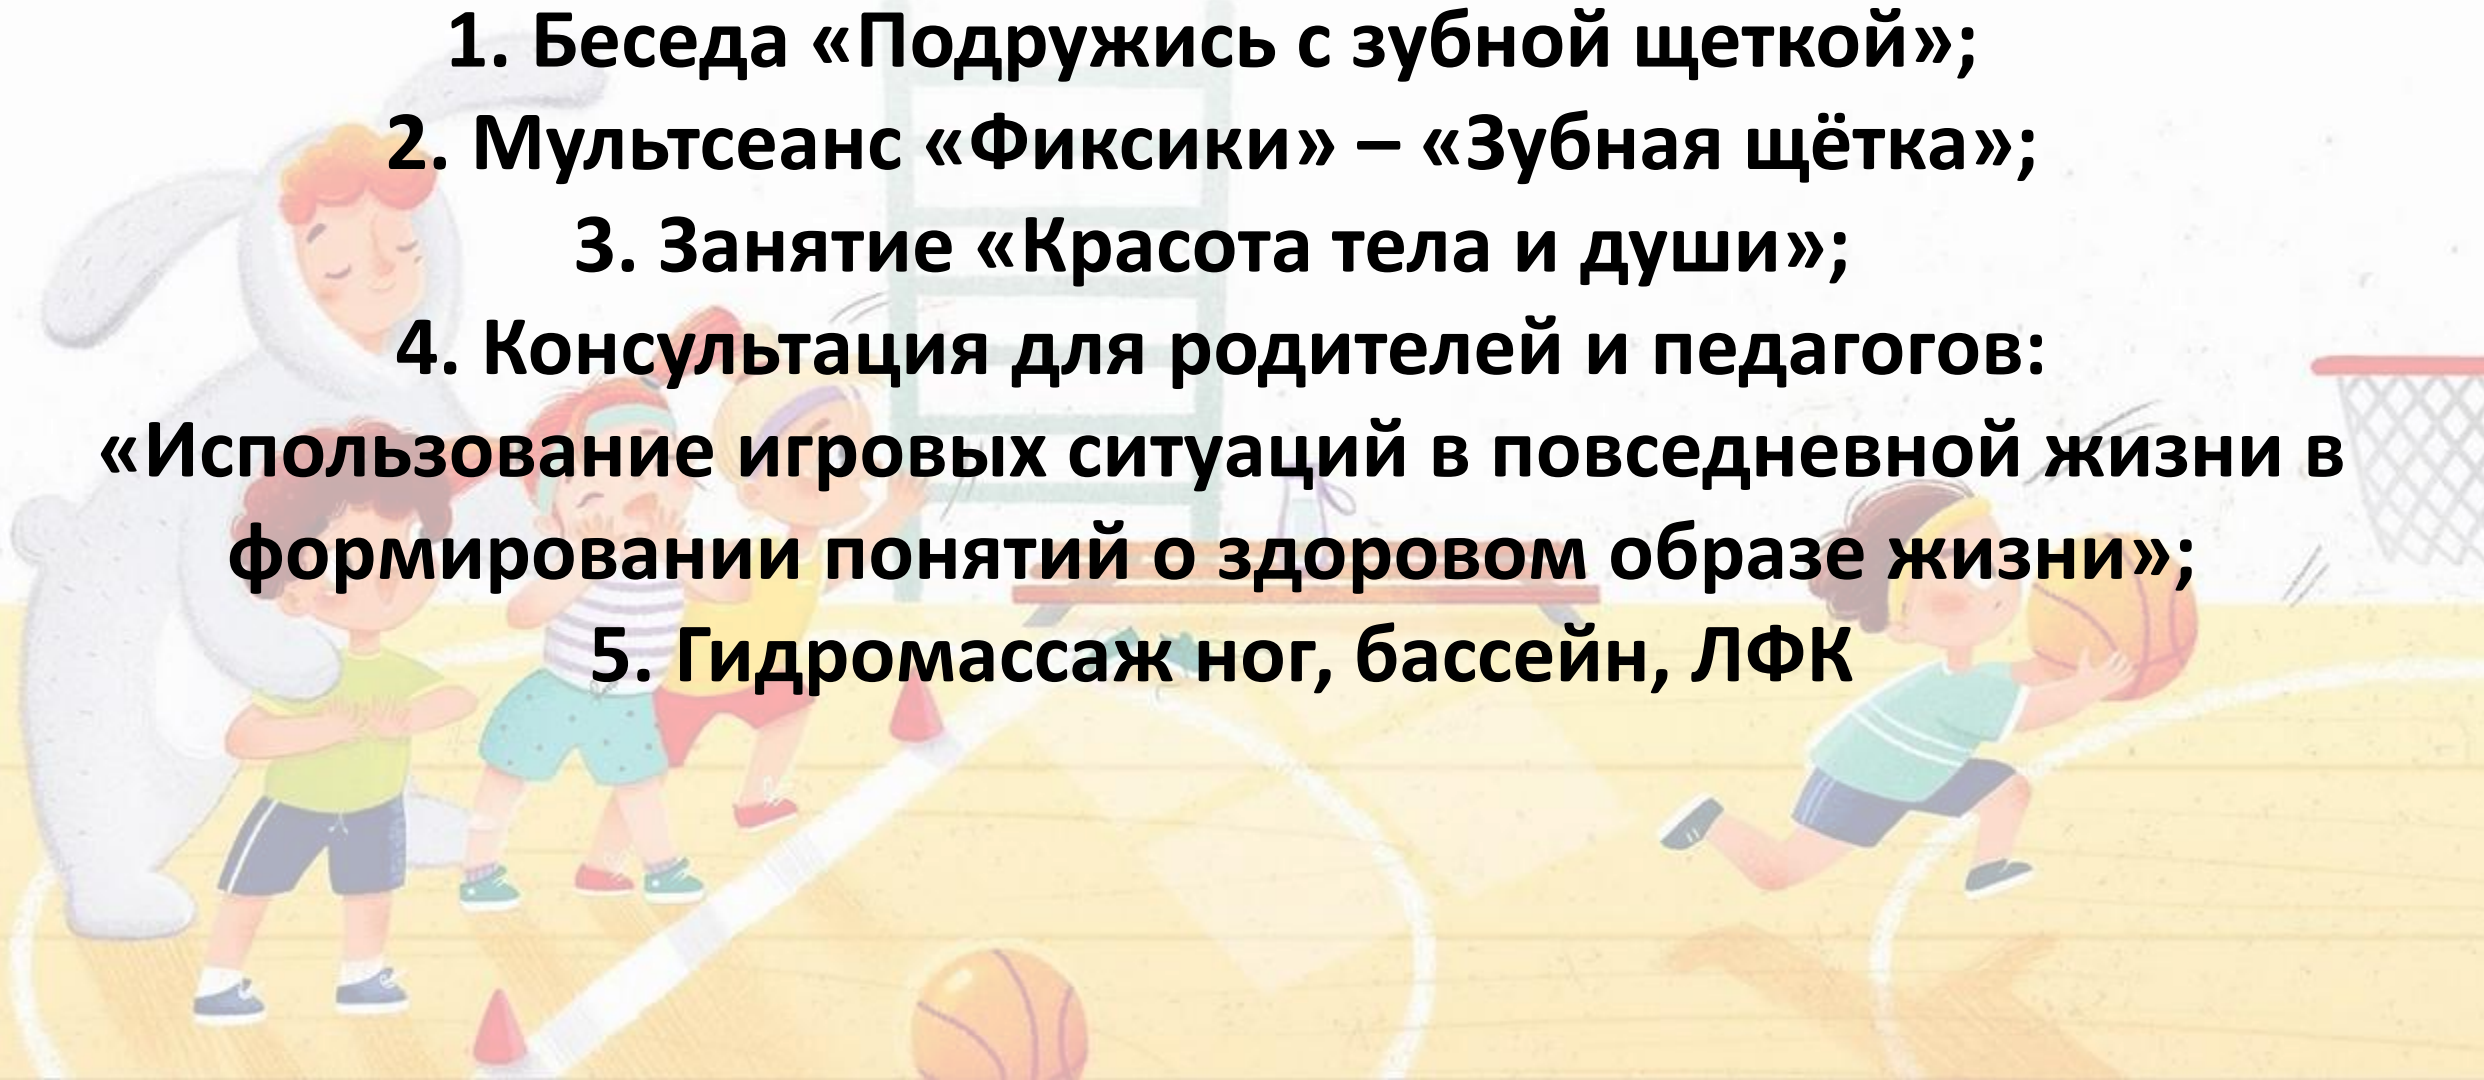 1. Беседа «Подружись с зубной щеткой»;
2. Мультсеанс «Фиксики» – «Зубная щётка»;
3. Занятие «Красота тела и души»;
4. Консультация для родителей и педагогов:
«Использование игровых ситуаций в повседневной жизни в
формировании понятий о здоровом образе жизни»;
5. Гидромассаж ног, бассейн, ЛФК